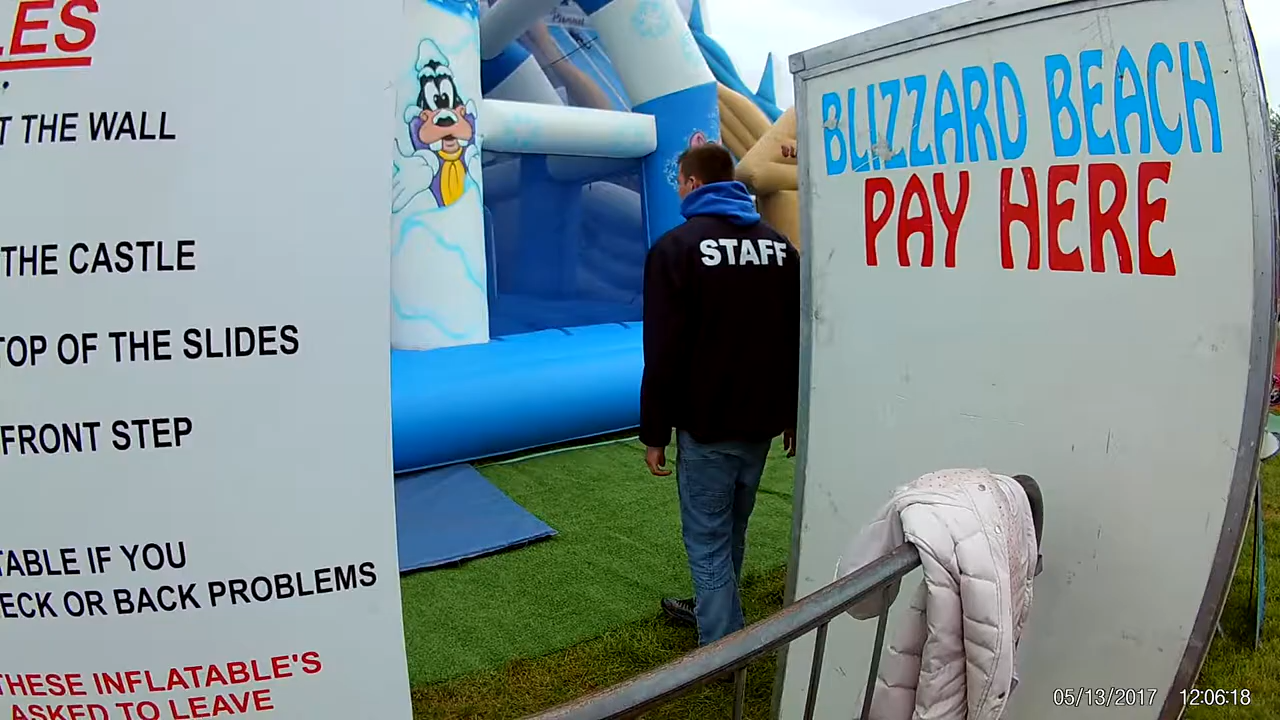 LES
T THE WALL
THE CASTLE
TOP OF THE SLIDES
FRONT STEP
TABLE IF YOU
ECK OR BACK PROBLEMS
THESE INFLATABLE'S
ASKED TO LEAVE
STAFF
BLIZZARD BEACH
PAY HERE
05/13/2017 12:06:18